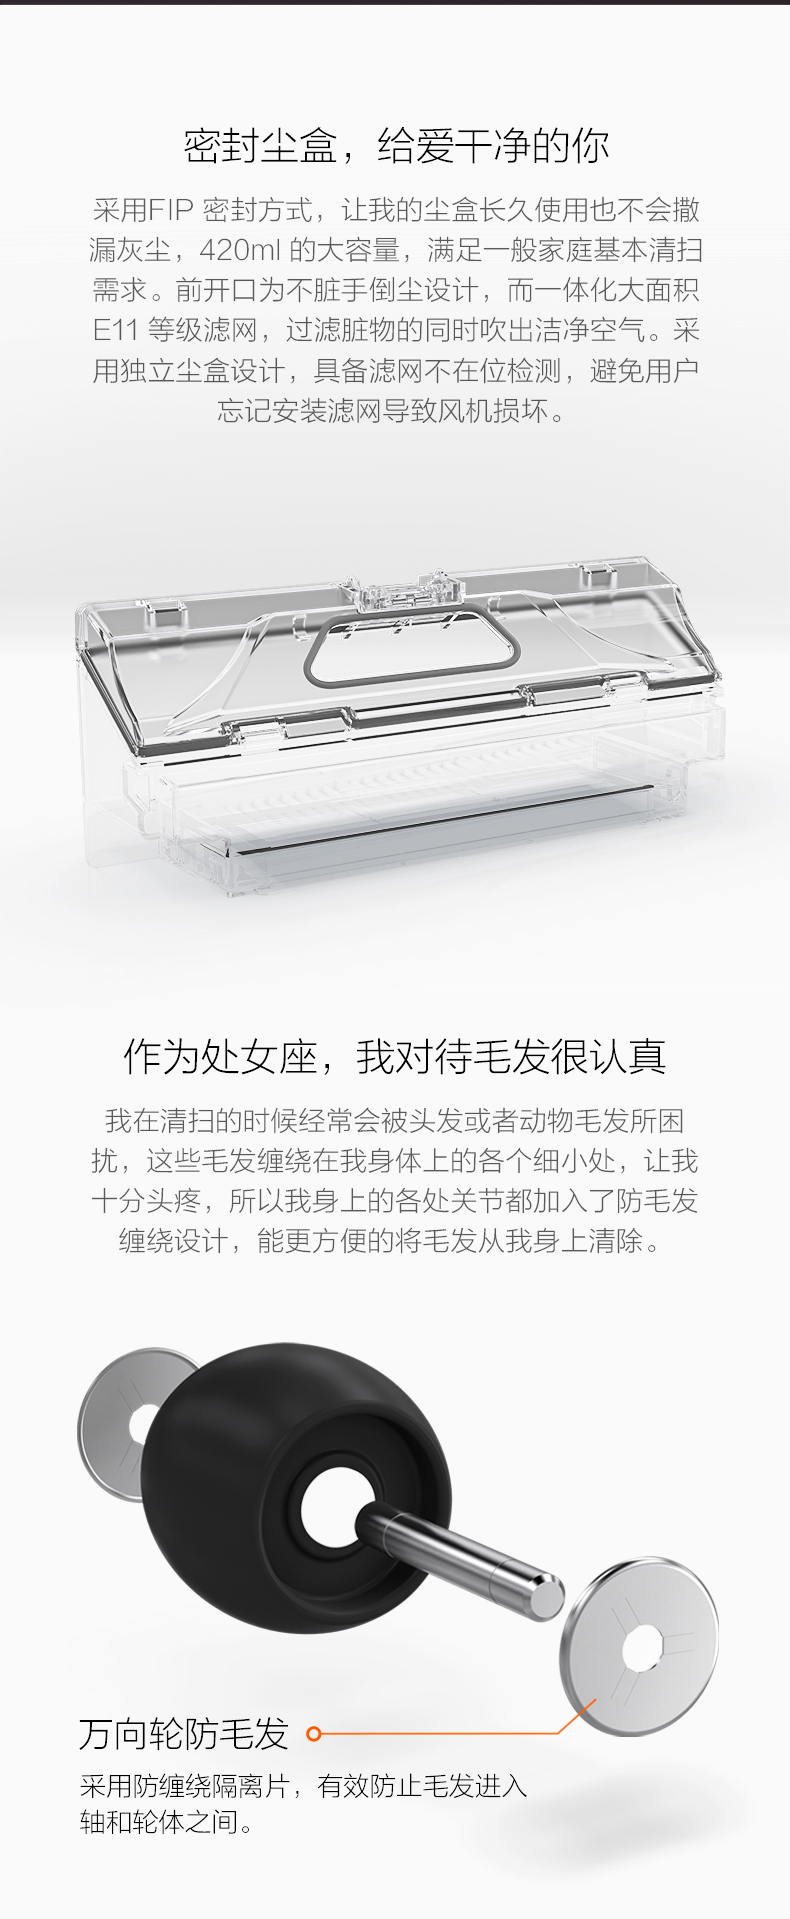 密封尘盒，给爱干净的你
采用FIP 密封方式，让我的尘盒长久使用也不会撒
漏灰尘，420ml 的大容量，满足一般家庭基本清扫
需求。前开口为不脏手倒尘设计，而一体化大面积
E11 等级滤网，过滤脏物的同时吹出洁净空气。采
用独立尘盒设计，具备滤网不在位检测，避免用户
忘记安装滤网导致风机损坏。
作为处女座，我对待毛发很认真
我在清扫的时候经常会被头发或者动物毛发所困
扰，这些毛发缠绕在我身体上的各个细小处，让我
十分头疼，所以我身上的各处关节都加入了防毛发
缠绕设计，能更方便的将毛发从我身上清除。
万向轮防毛发
采用防缠绕隔离片，有效防止毛发进入
轴和轮体之间。